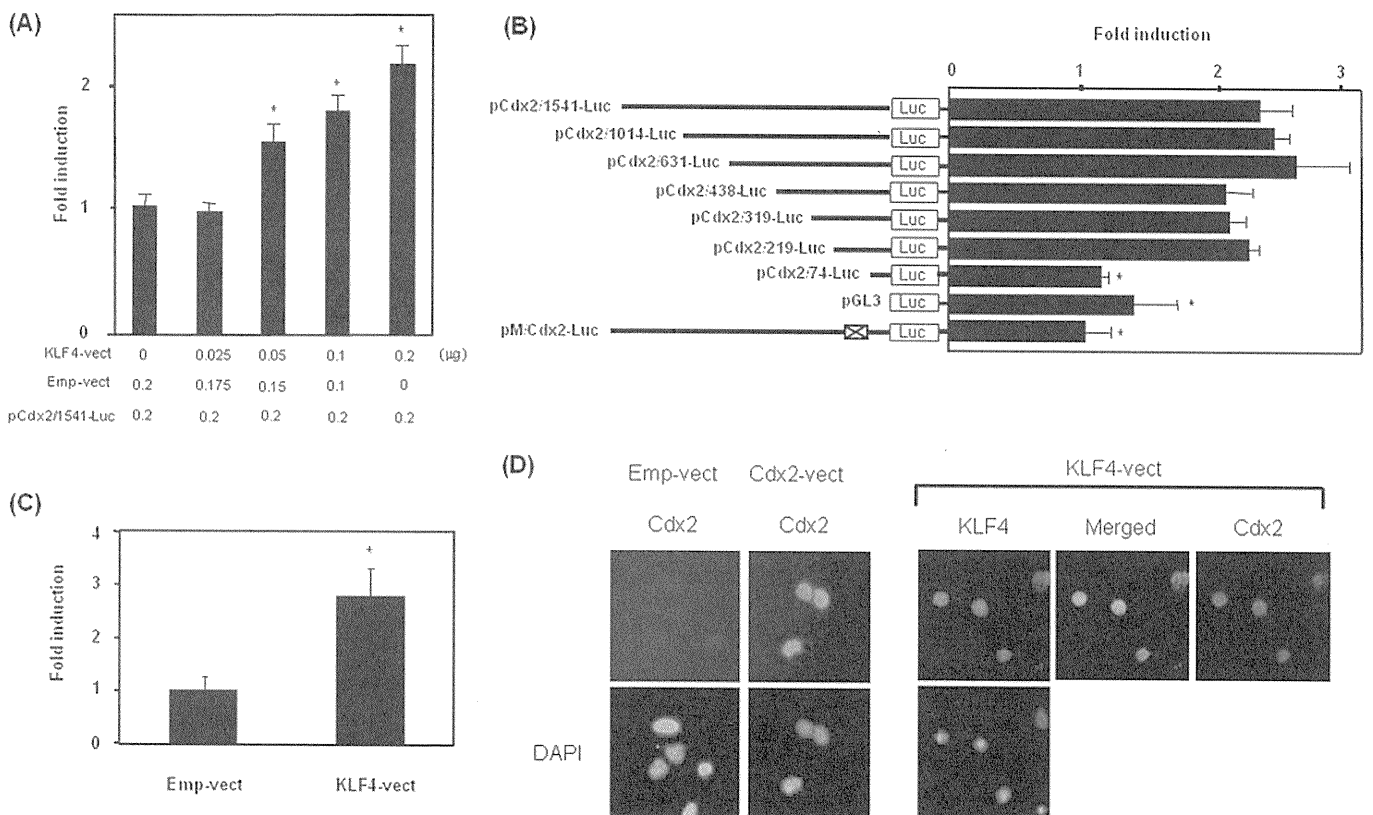 (A)
Fold induction
2
1
0
* * *
KLF4-vect 0 0.025 0.05 0.1 0.2 (μg)
Emp-vect 0.2 0.175 0.15 0.1 0
pCdx2/1541-Luc 0.2 0.2 0.2 0.2 0.2
(B)
Fold induction
0 1 2 3
pCdx2/1541-Luc Luc
pCdx2/1014-Luc Luc
pCdx2/631-Luc Luc
pCdx2/438-Luc Luc
pCdx2/319-Luc Luc
pCdx2/219-Luc Luc
pCdx2/74-Luc Luc *
pGL3 Luc *
pM:Cdx2-Luc Luc *
(C)
Fold induction
4
3
2
1
0
*
Emp-vect KLF4-vect
(D)
Emp-vect Cdx2-vect KLF4-vect
Cdx2 Cdx2 KLF4 Merged Cdx2
DAPI